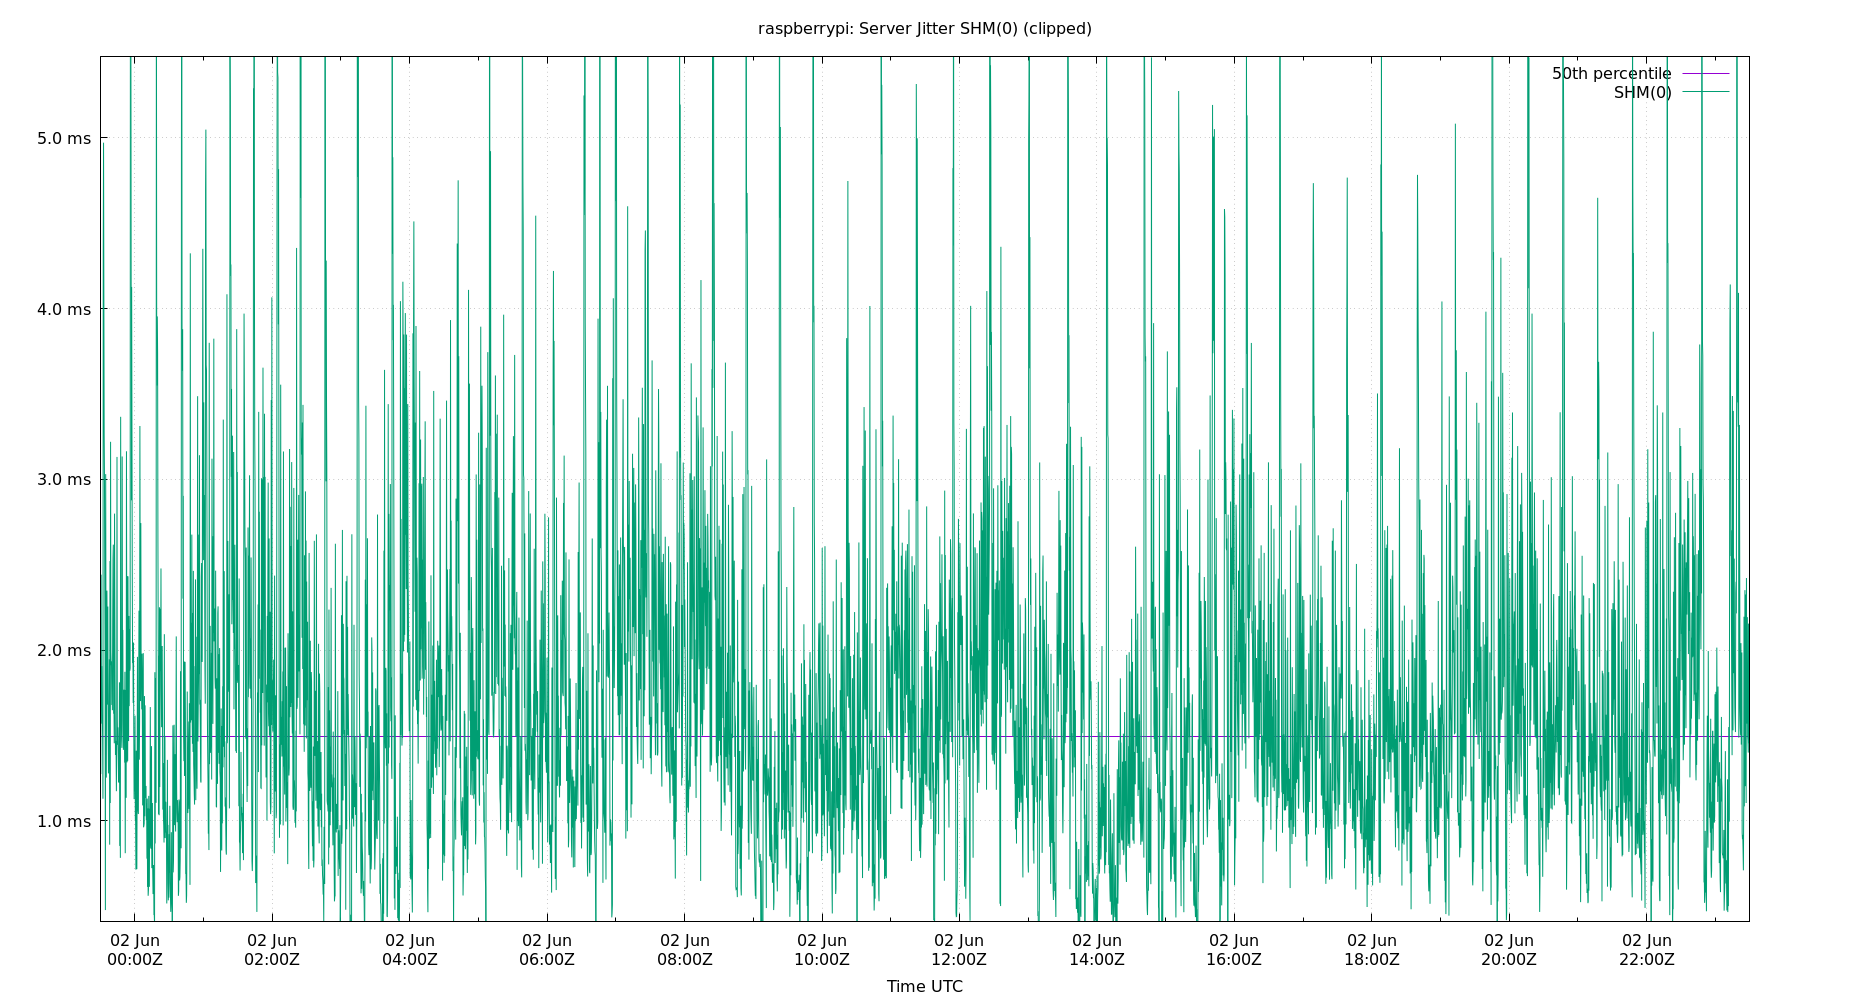 raspberrypi: Server Jitter SHM(0) (clipped)
50th percentile
SHM(0)
5.0 ms
4.0 ms
3.0 ms
2.0 ms
1.0 ms
02 Jun 02 Jun 02 Jun 02 Jun 02 Jun 02 Jun 02 Jun 02 Jun 02 Jun 02 Jun 02 Jun 02 Jun
00:00Z 02:00Z 04:00Z 06:00Z 08:00Z 10:00Z 12:00Z 14:00Z 16:00Z 18:00Z 20:00Z 22:00Z
Time UTC